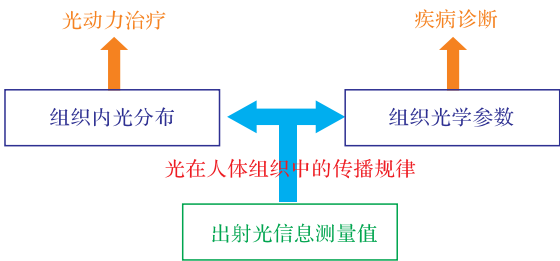 光动力治疗
疾病诊断
组织内光分布
组织光学参数
光在人体组织中的传播规律
出射光信息测量值